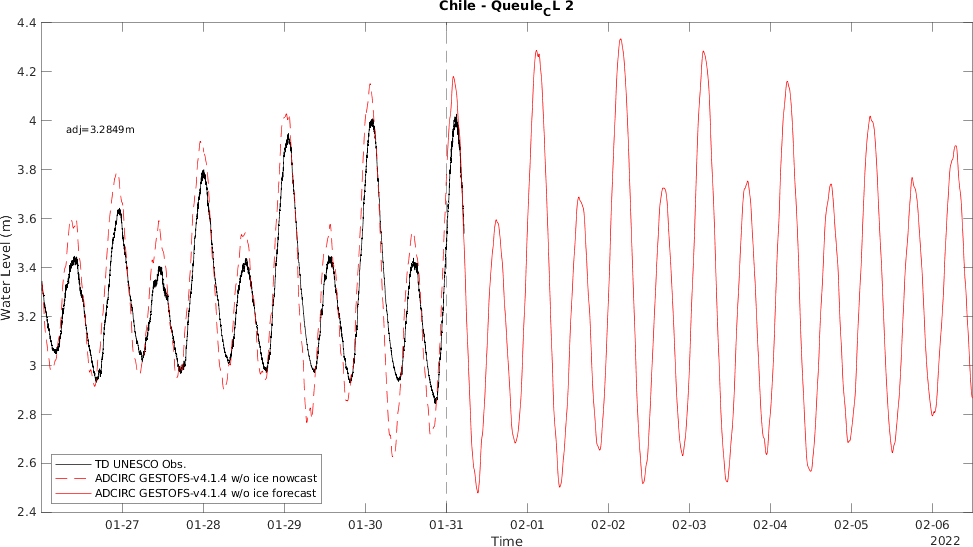 Chile - Queule_CL 2
4.4
4.2
4
3.8
3.6
3.4
3.2
3
2.8
2.6
2.4
Water Level (m)
adj=3.2849m
TD UNESCO Obs.
ADCIRC GESTOFS-v4.1.4 w/o ice nowcast
ADCIRC GESTOFS-v4.1.4 w/o ice forecast
01-27 01-28 01-29 01-30 01-31 02-01 02-02 02-03 02-04 02-05 02-06
Time 2022